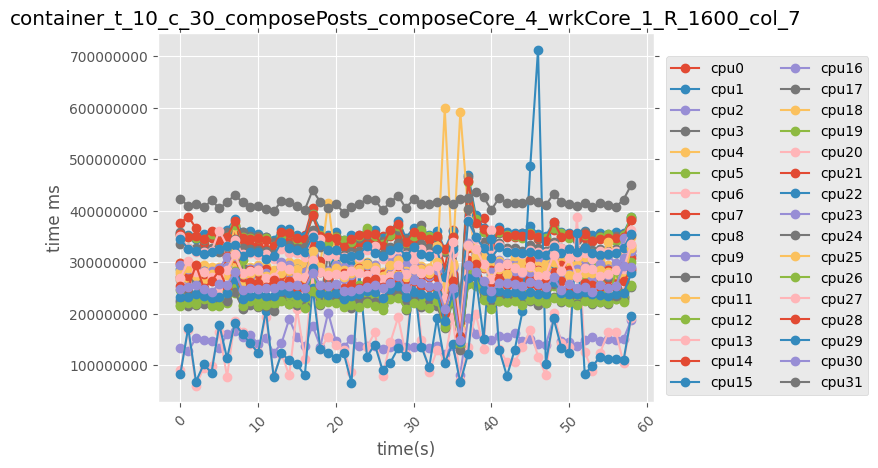 container_t_10_c_30_composePosts_composeCore_4_wrkCore_1_R_1600_col_7
time ms
700000000
600000000
500000000
400000000
300000000
200000000
100000000
0
10
20
30
40
50
60
time(s)
cpu0
cpu1
cpu2
cpu3
cpu4
cpu5
cpu6
cpu7
cpu8
cpu9
cpu10
cpu11
cpu12
cpu13
cpu14
cpu15
cpu16
cpu17
cpu18
cpu19
cpu20
cpu21
cpu22
cpu23
cpu24
cpu25
cpu26
cpu27
cpu28
cpu29
cpu30
cpu31